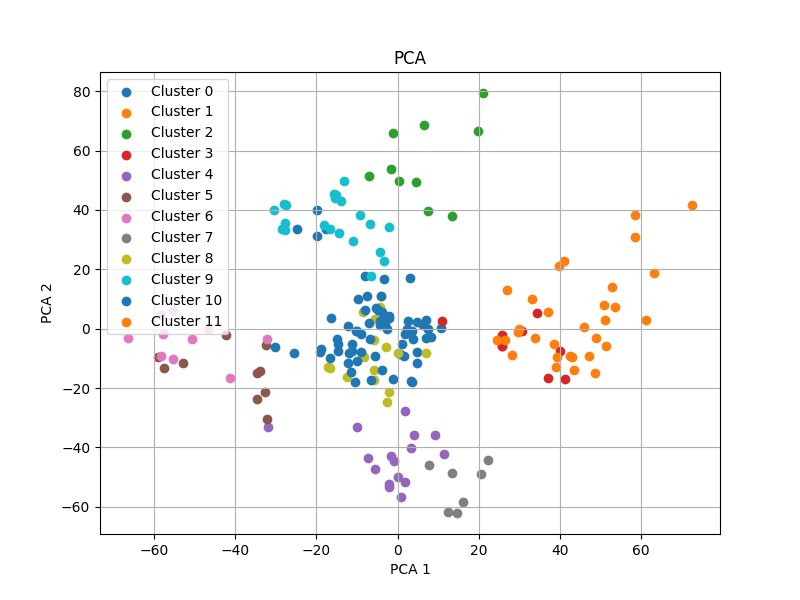 PCA
Cluster 0
Cluster 1
Cluster 2
Cluster 3
Cluster 4
Cluster 5
Cluster 6
Cluster 7
Cluster 8
Cluster 9
Cluster 10
Cluster 11
PCA 2
80
60
40
20
0
−20
−40
−60
−60 −40 −20 0 20 40 60
PCA 1